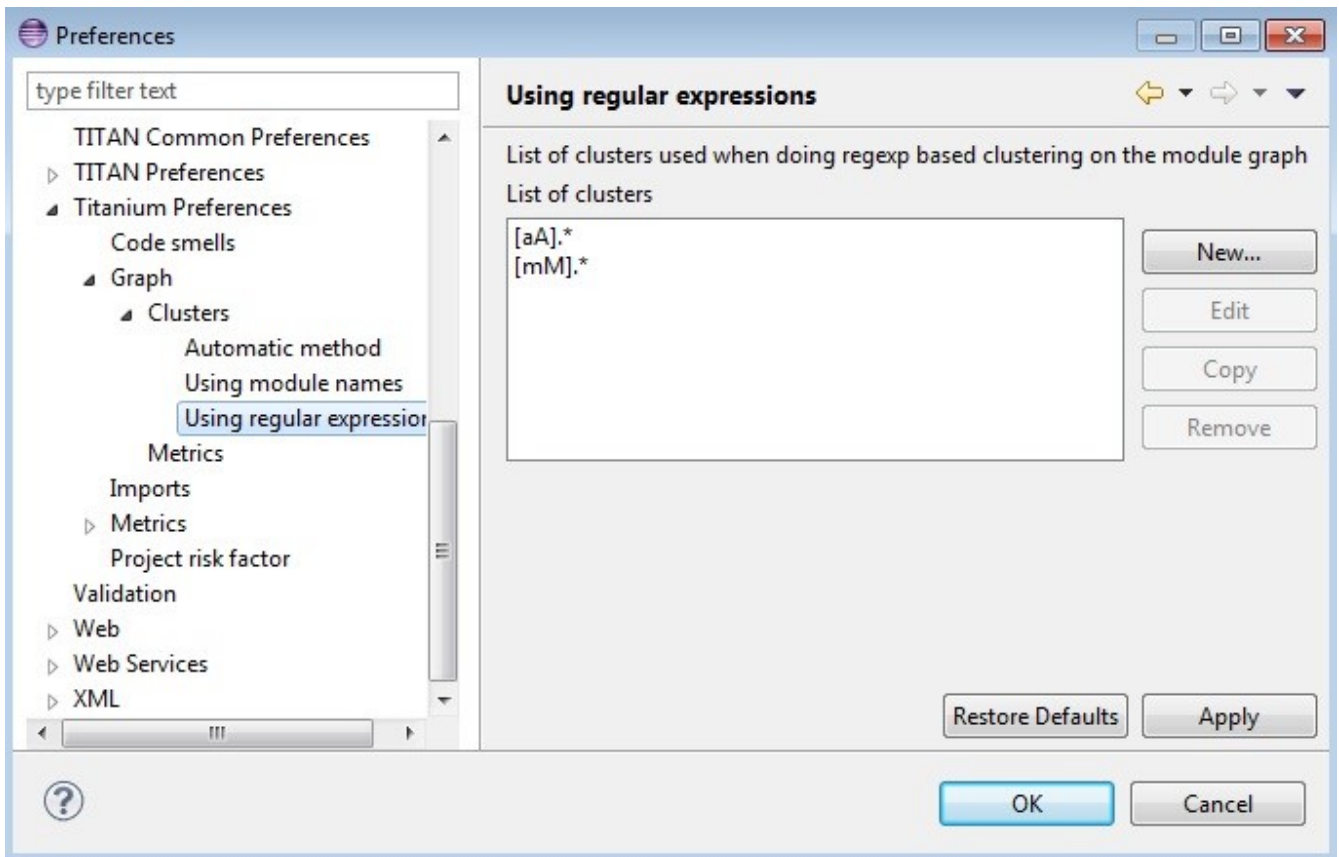 Preferences
type filter text
TITAN Common Preferences
TITAN Preferences
Titanium Preferences
Code smells
Graph
Clusters
Automatic method
Using module names
Using regular expression
Metrics
Imports
Metrics
Project risk factor
Validation
Web
Web Services
XML
Using regular expressions
List of clusters used when doing regexp based clustering on the module graph
List of clusters
[aA].*
[mM].*
New...
Edit
Copy
Remove
Restore Defaults
Apply
OK
Cancel